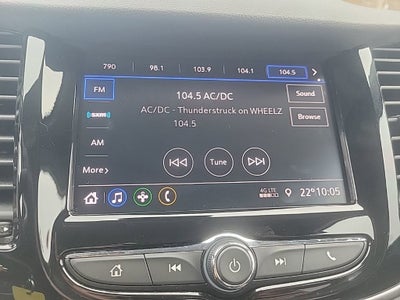 790 98.1 103.9 104.1 104.5
FM
104.5 AC/DC
Sound
AC/DC - Thunderstruck on WHEELZ
104.5
Browse
SXM
AM
More
Tune
4G LTE
22° 10:05